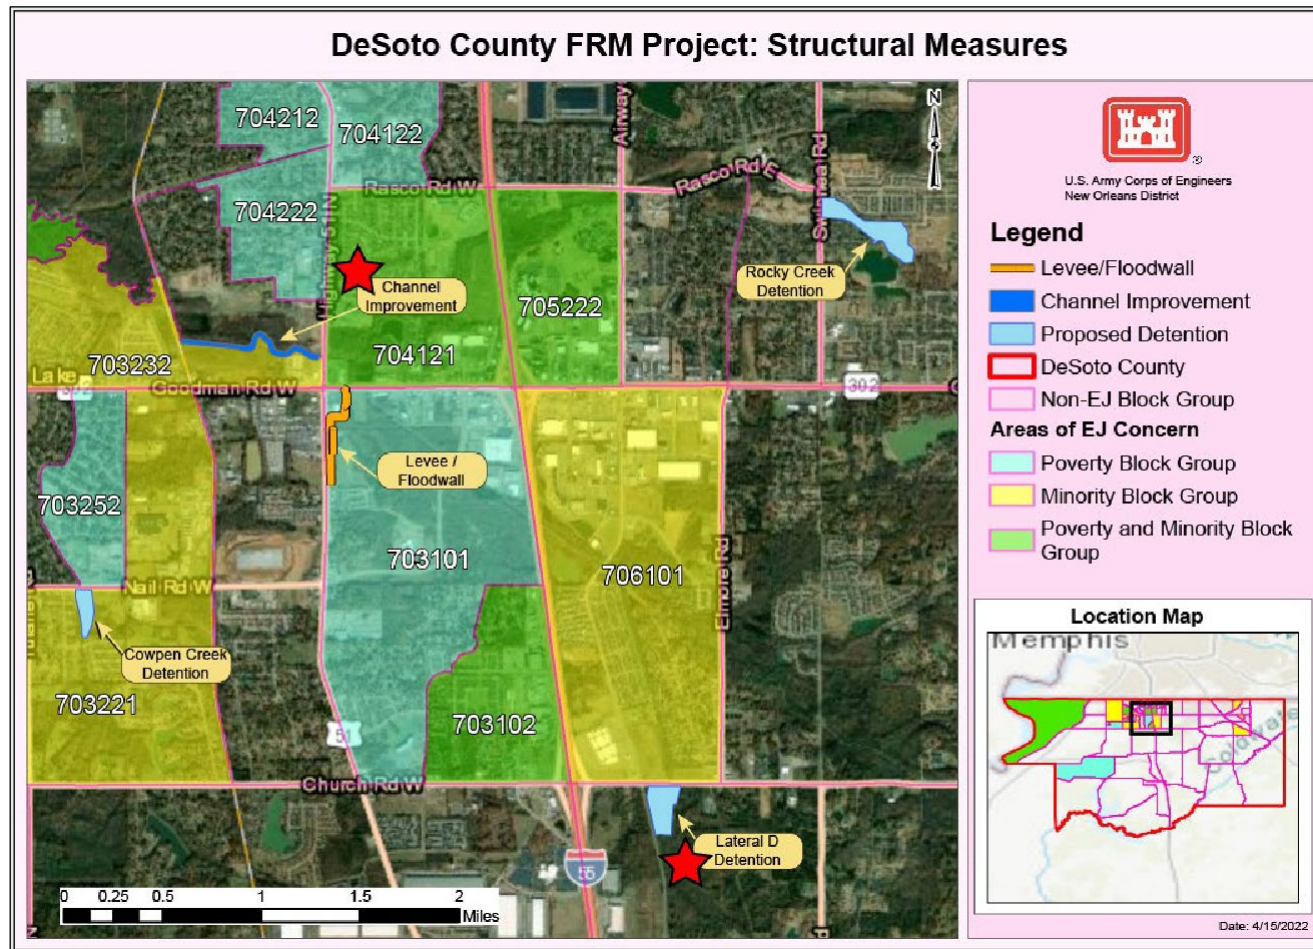 DeSoto County FRM Project: Structural Measures
704212
704122
Airway
N
Rasco Rd W
Rasco Rd E
Swinnea Rd
704222
Highway 51 N
Channel
Improvement
Rocky Creek
Detention
705222
704121
703232
Lake
302
Goodman Rd W
302
Levee /
Floodwall
703252
703101
706101
Elmore Rd
Nail Rd W
Cowpen Creek
Detention
703221
703102
51
Church Rd W
Lateral D
Detention
55
0 0.25 0.5 1 1.5 2
Miles
®
U.S. Army Corps of Engineers
New Orleans District
Legend
Levee/Floodwall
Channel Improvement
Proposed Detention
DeSoto County
Non-EJ Block Group
Areas of EJ Concern
Poverty Block Group
Minority Block Group
Poverty and Minority Block
Group
Location Map
Memphis
Coldwater
Date: 4/15/2022